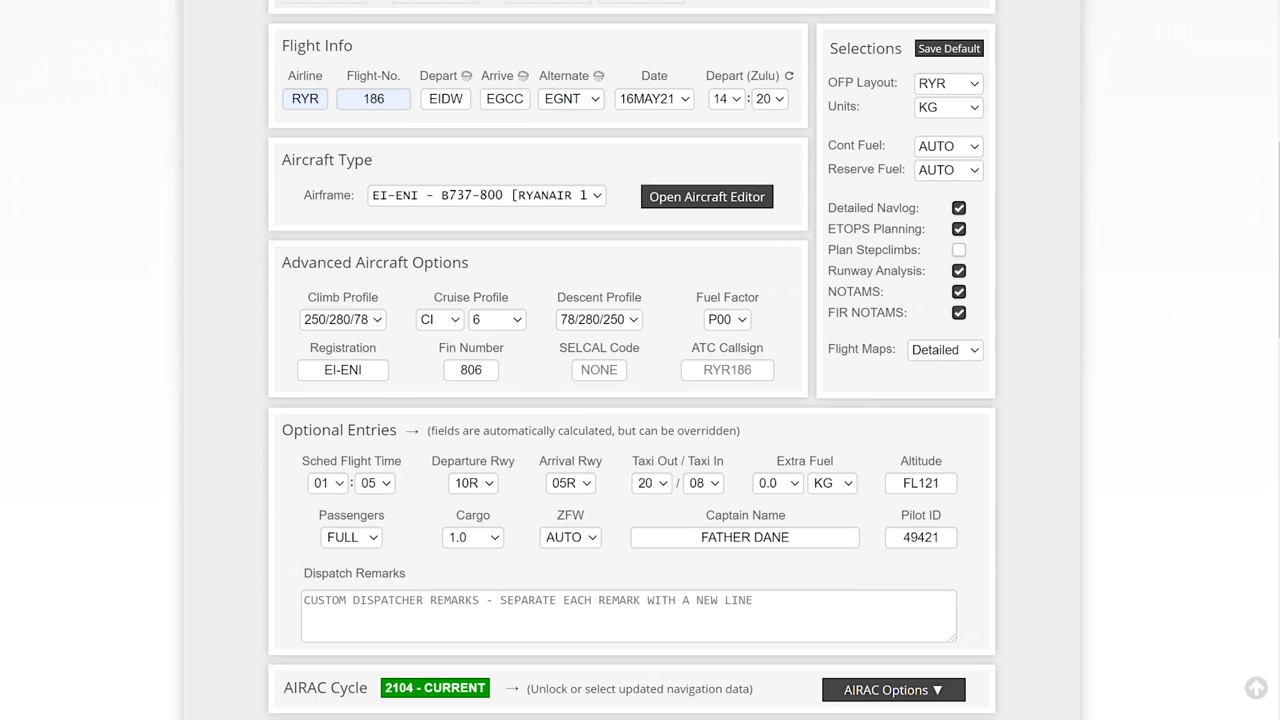 Flight Info
Airline Flight-No. Depart Arrive Alternate Date Depart (Zulu)
RYR 186 EIDW EGCC EGNT 16MAY21 14 : 20
Aircraft Type
Airframe: EI-ENI - B737-800 [RYANAIR 1 Open Aircraft Editor
Advanced Aircraft Options
Climb Profile Cruise Profile Descent Profile Fuel Factor
250/280/78 CI 6 78/280/250 P00
Registration Fin Number SELCAL Code ATC Callsign
EI-ENI 806 NONE RYR186
Selections Save Default
OFP Layout: RYR
Units: KG
Cont Fuel: AUTO
Reserve Fuel: AUTO
Detailed Navlog:
ETOPS Planning:
Plan Stepclimbs:
Runway Analysis:
NOTAMS:
FIR NOTAMS:
Flight Maps: Detailed
Optional Entries → (fields are automatically calculated, but can be overridden)
Sched Flight Time Departure Rwy Arrival Rwy Taxi Out / Taxi In Extra Fuel Altitude
01 : 05 10R 05R 20 / 08 0.0 KG FL121
Passengers Cargo ZFW Captain Name Pilot ID
FULL 1.0 AUTO FATHER DANE 49421
Dispatch Remarks
CUSTOM DISPATCHER REMARKS - SEPARATE EACH REMARK WITH A NEW LINE
AIRAC Cycle 2104 - CURRENT → (Unlock or select updated navigation data) AIRAC Options ▼